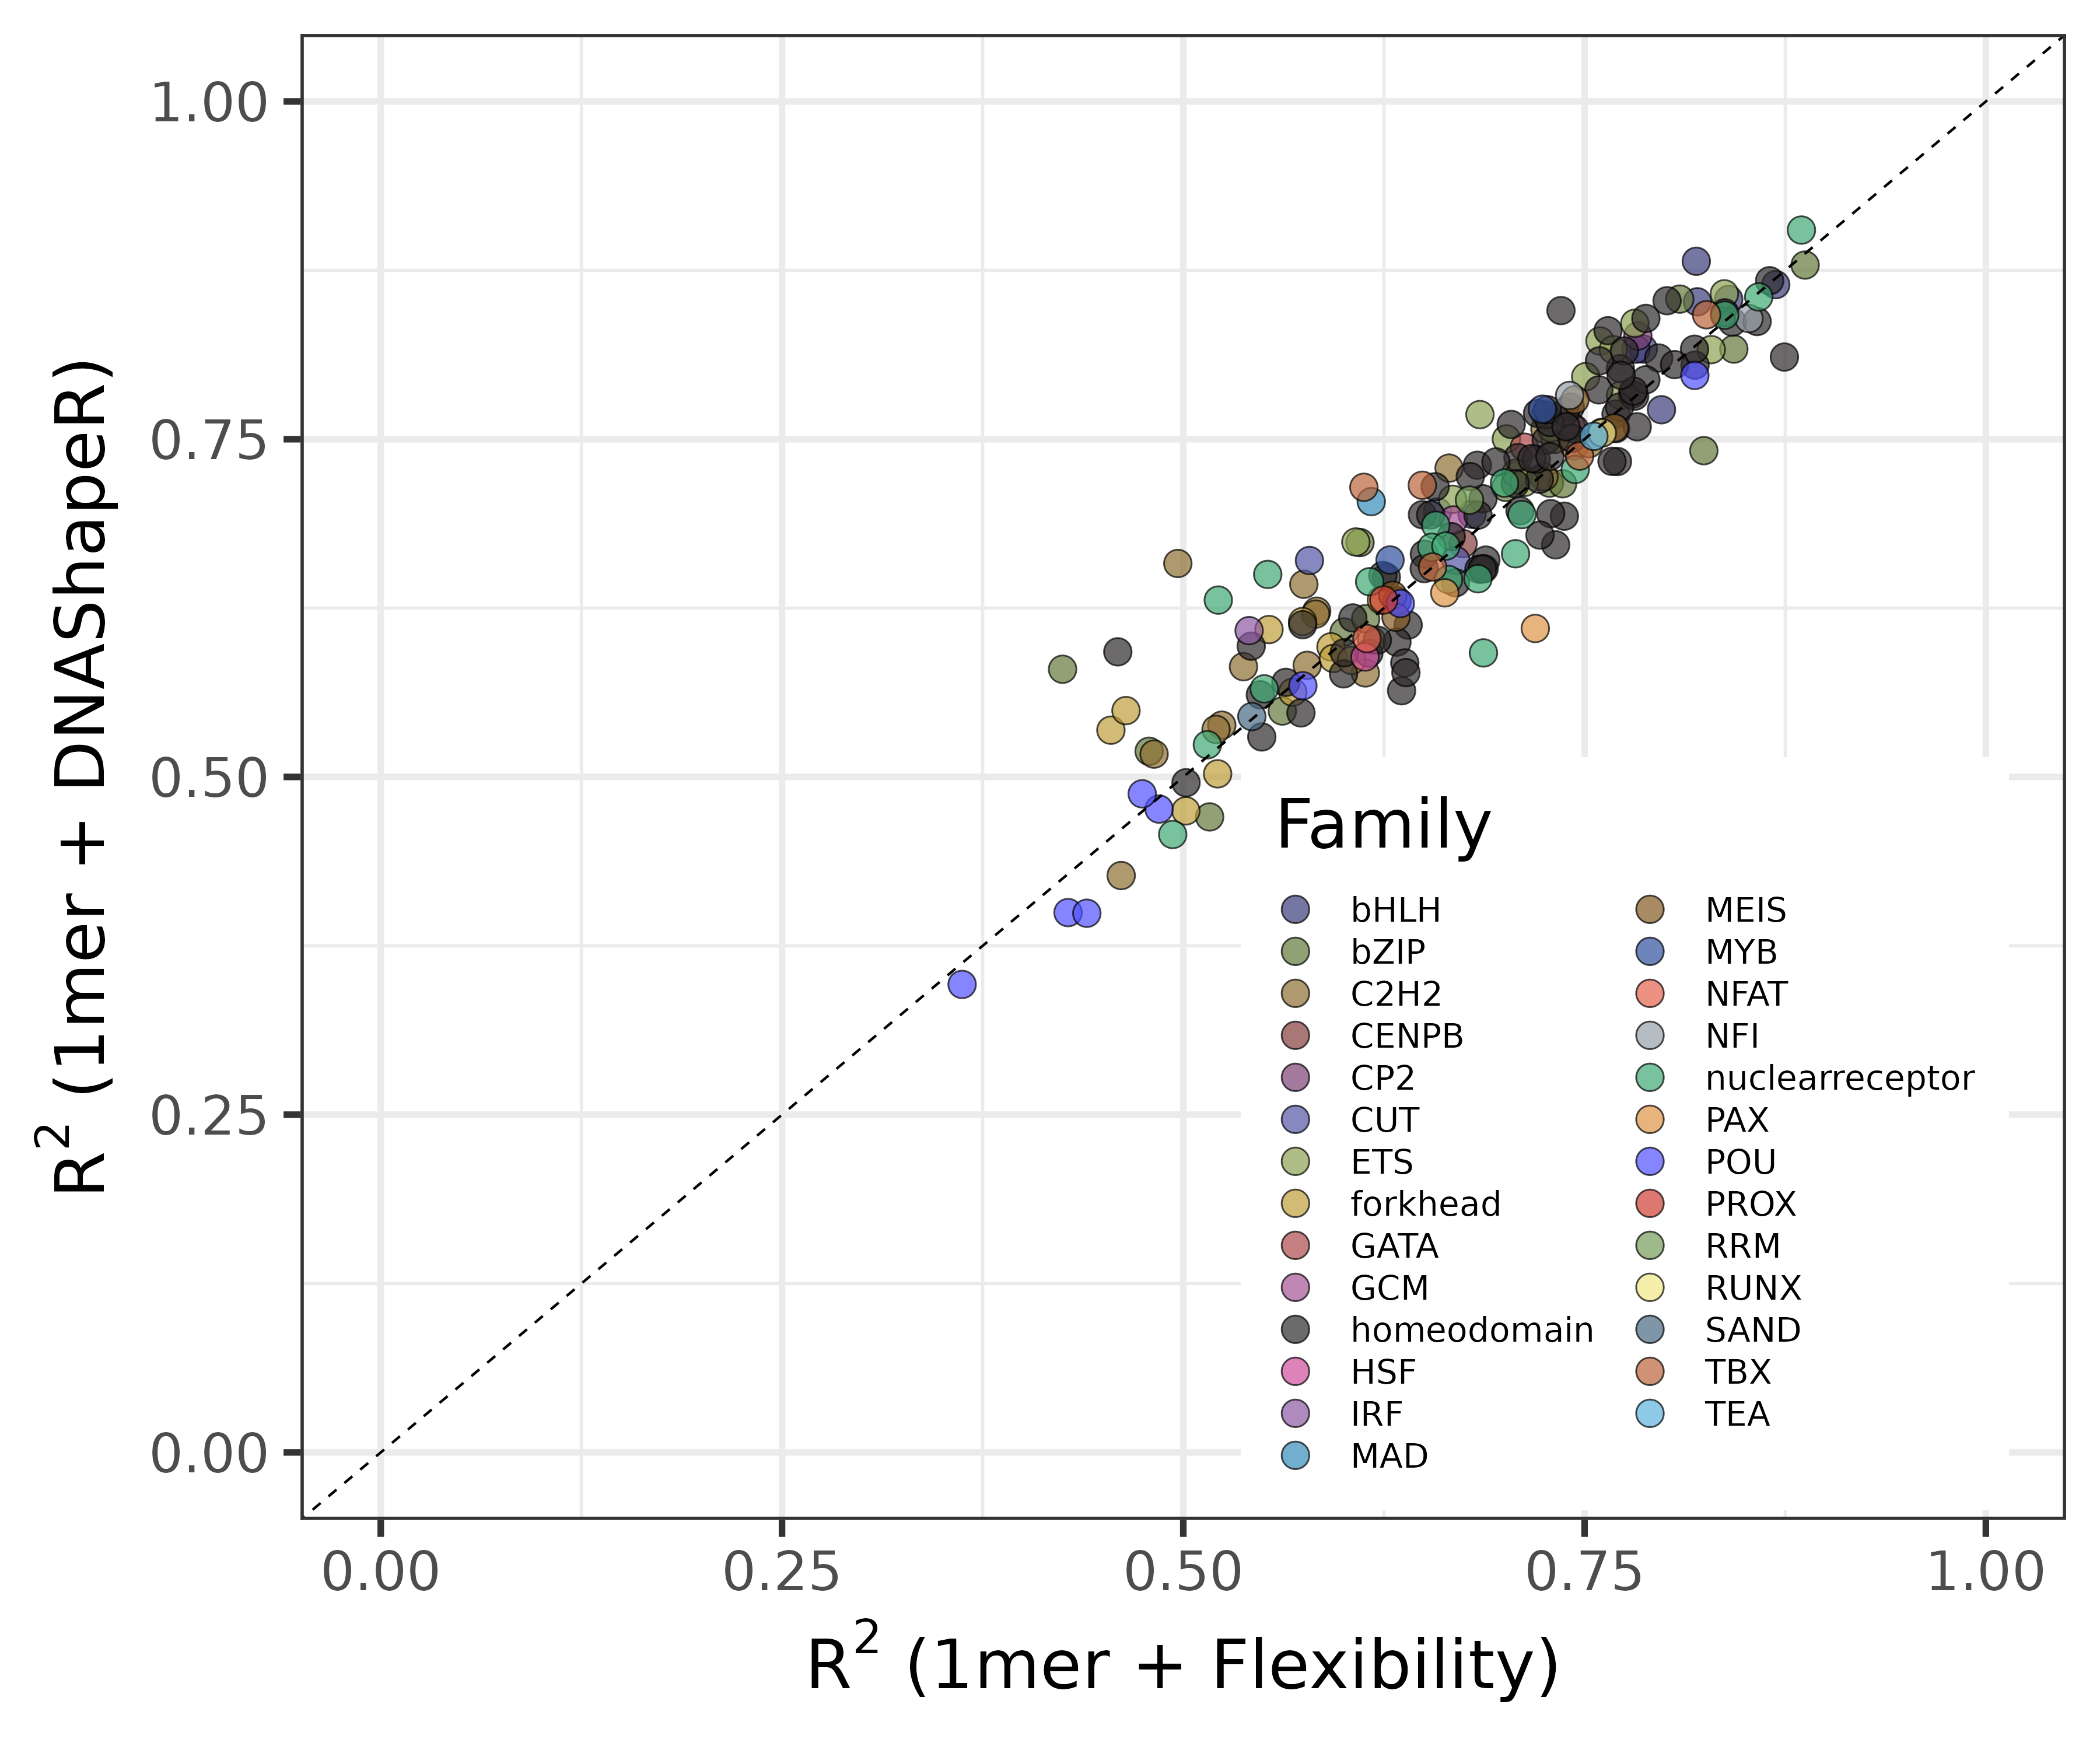 R² (1mer + DNAShapeR)
1.00
0.75
0.50
0.25
0.00
Family
bHLH
bZIP
C2H2
CENPB
CP2
CUT
ETS
forkhead
GATA
GCM
homeodomain
HSF
IRF
MAD
MEIS
MYB
NFAT
NFI
nuclearreceptor
PAX
POU
PROX
RRM
RUNX
SAND
TBX
TEA
0.00 0.25 0.50 0.75 1.00
R² (1mer + Flexibility)